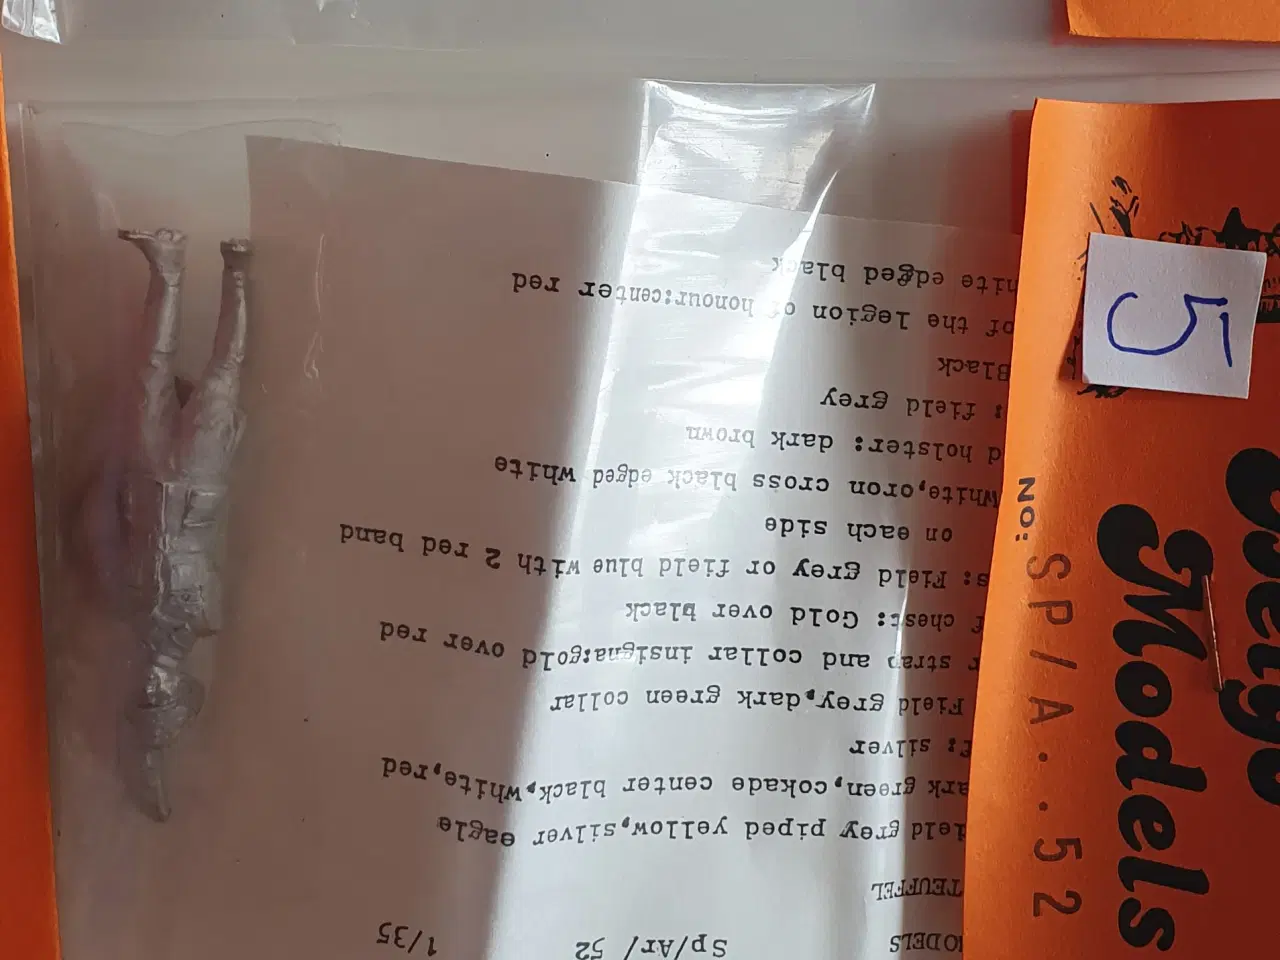 ODELS Sp/Ar/ 52 1/35
TEUFFEL
ield grey piped yellow,silver eagle
ark green,cokade center black,white,red
f: silver
Field grey,dark green collar
r strap and collar insigna:gold over red
f chest: Gold over black
s: Field grey or field blue with 2 red band
on each side
White,oron cross black edged white
d holster: dark brown
: field grey
Black
of the legion of honour:center red
hite edged black
5
Belgo
Models
NO: SP/A..52